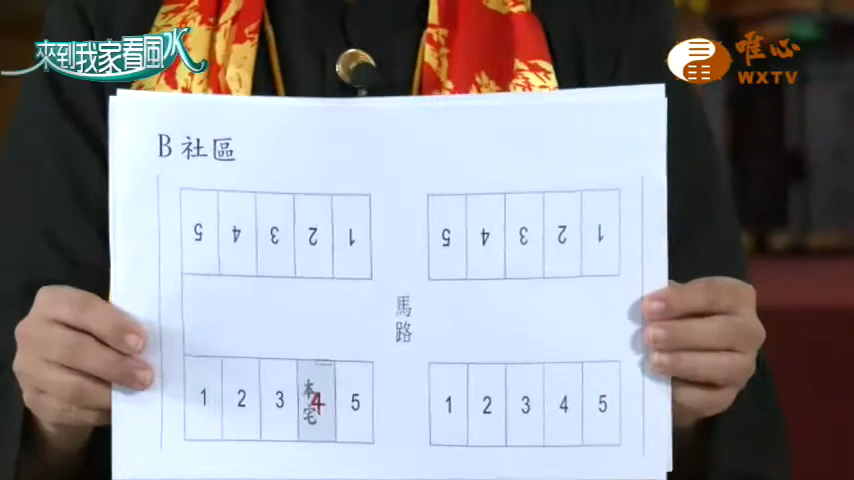 來到我家看風水
唯心
WXTV
B 社區
5 4 3 2 1
5 4 3 2 1
馬路
1 2 3 本宅 4 5
1 2 3 4 5